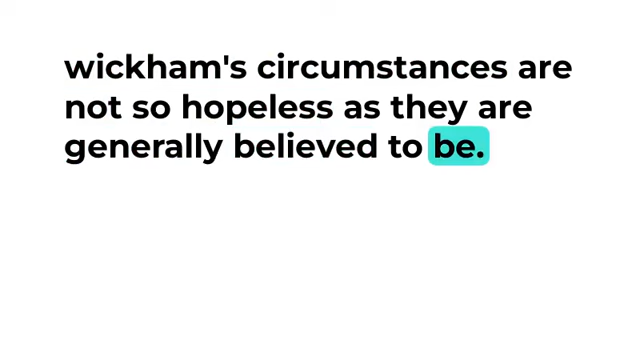 wickham's circumstances are
not so hopeless as they are
generally believed to be.